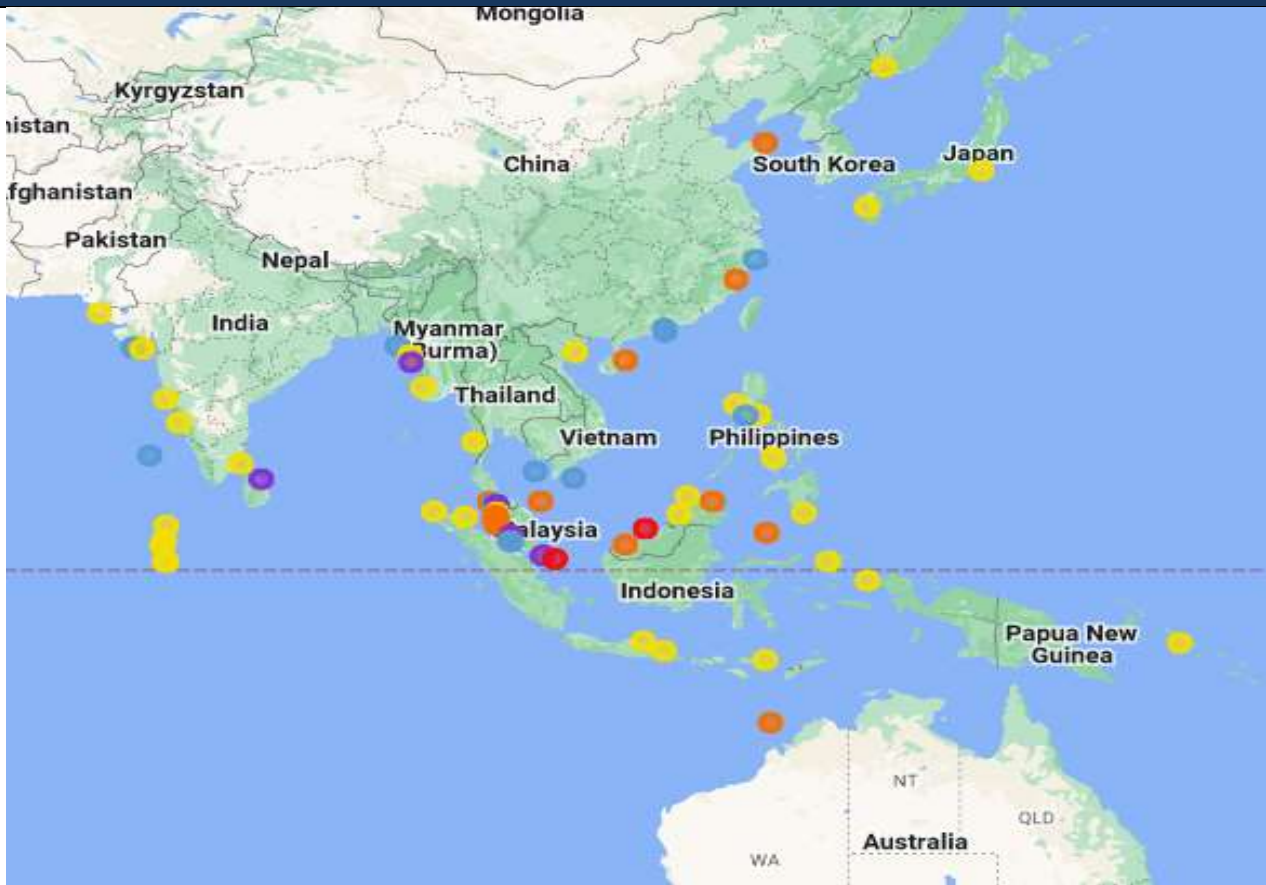 Mongolia
Kyrgyzstan
nistan
China
South Korea
Japan
fghanistan
Pakistan
Nepal
India
Myanmar
Burma)
Thailand
Vietnam
Philippines
alaysia
Indonesia
Papua New
Guinea
NT
QLD
Australia
WA